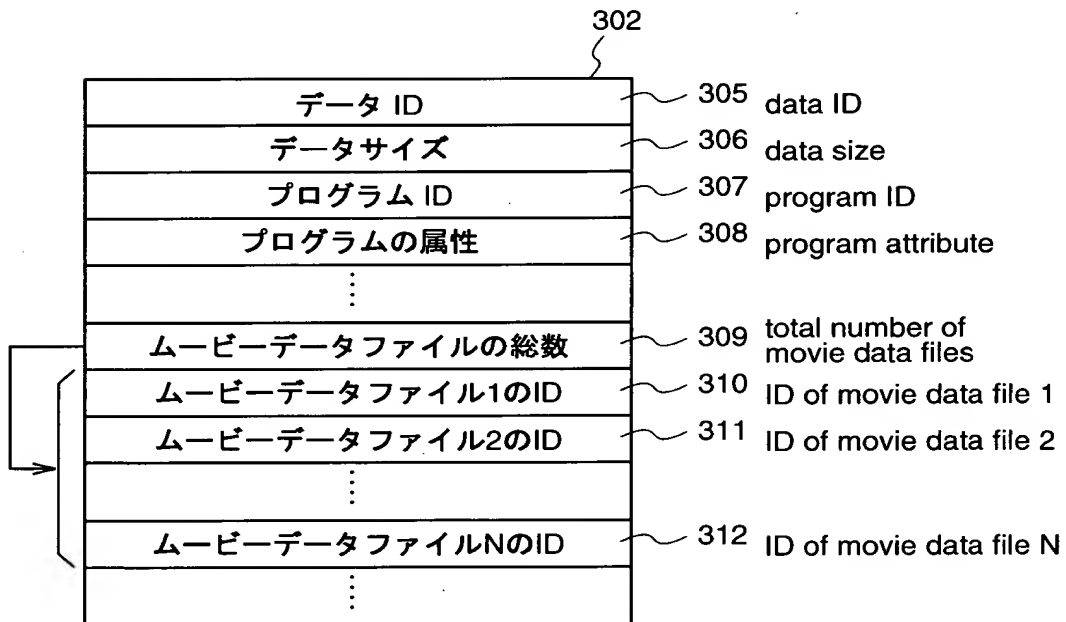 302
データ ID 305 data ID
データサイズ 306 data size
プログラム ID 307 program ID
プログラムの属性 308 program attribute
ムービーデータファイルの総数 309 total number of
movie data files
ムービーデータファイル1のID 310 ID of movie data file 1
ムービーデータファイル2のID 311 ID of movie data file 2
ムービーデータファイルNのID 312 ID of movie data file N